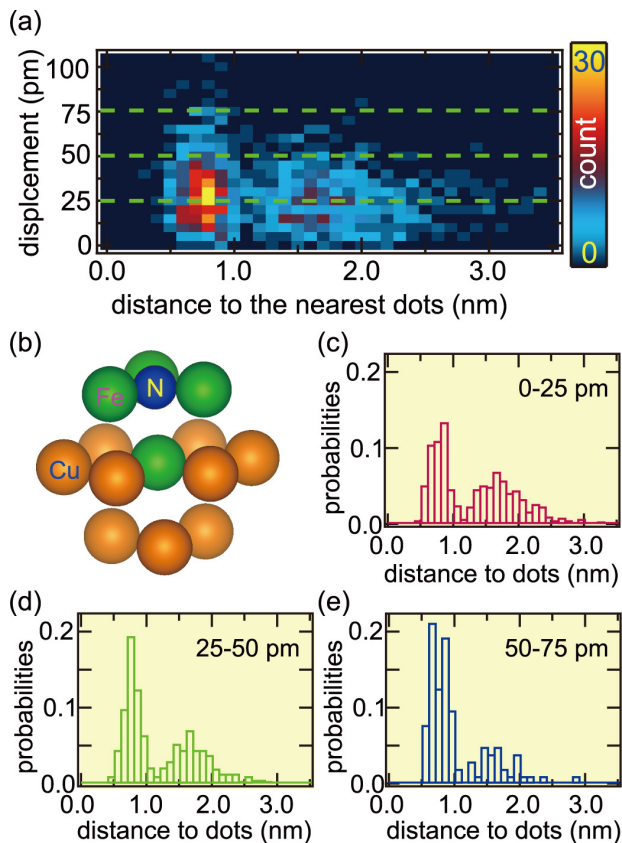 (a)
100
75
50
25
0
displcement (pm)
0.0 1.0 2.0 3.0
distance to the nearest dots (nm)
30
count
0
(b)
Fe
N
Cu
(c)
0-25 pm
0.2
0.1
0.0
probabilities
0.0 1.0 2.0 3.0
distance to dots (nm)
(d)
25-50 pm
0.2
0.1
0.0
probabilities
0.0 1.0 2.0 3.0
distance to dots (nm)
(e)
50-75 pm
0.2
0.1
0.0
probabilities
0.0 1.0 2.0 3.0
distance to dots (nm)